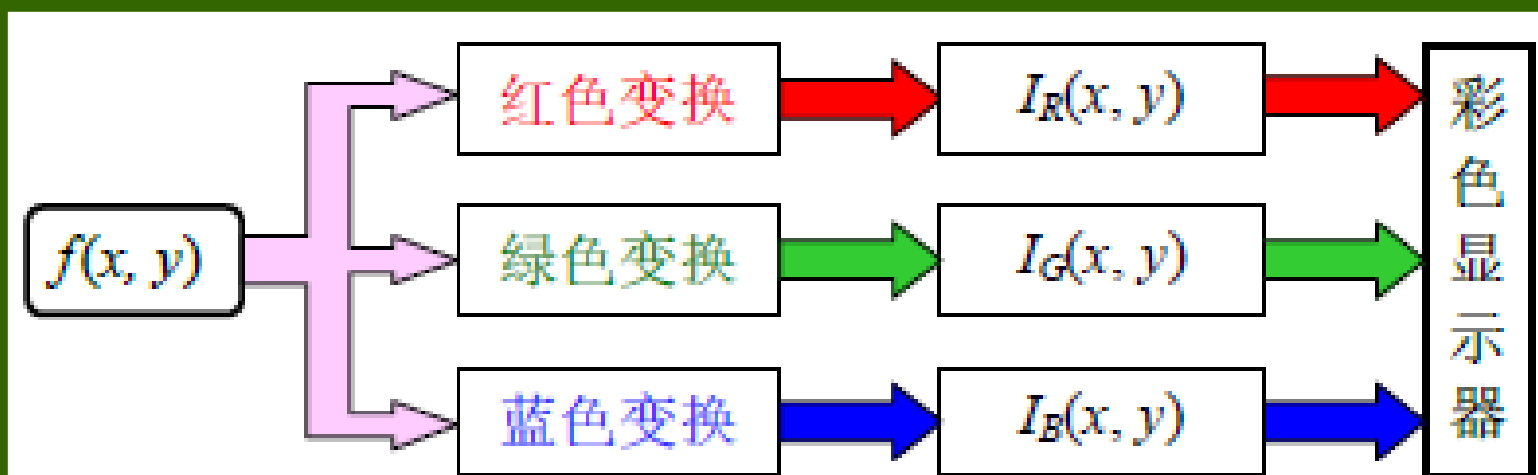 f(x, y)
红色变换
I_R(x, y)
绿色变换
I_G(x, y)
蓝色变换
I_B(x, y)
彩色显示器